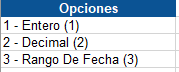 Opciones
1 - Entero (1)
2 - Decimal (2)
3 - Rango De Fecha (3)